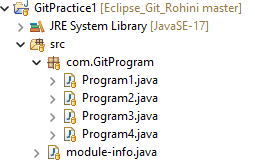 GitPractice1 [Eclipse_Git_Rohini master]
JRE System Library [JavaSE-17]
src
com.GitProgram
Program1.java
Program2.java
Program3.java
Program4.java
module-info.java